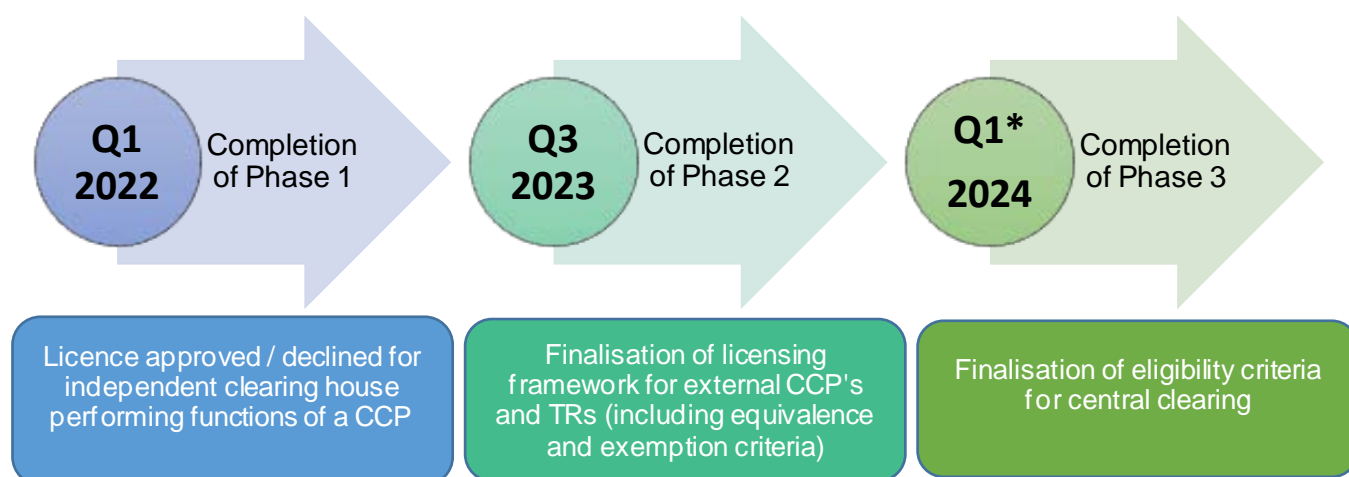 Q1
2022
Completion
of Phase 1
Q3
2023
Completion
of Phase 2
Q1*
2024
Completion
of Phase 3
Licence approved / declined for
independent clearing house
performing functions of a CCP
Finalisation of licensing
framework for external CCP's
and TRs (including equivalence
and exemption criteria)
Finalisation of eligibility criteria
for central clearing